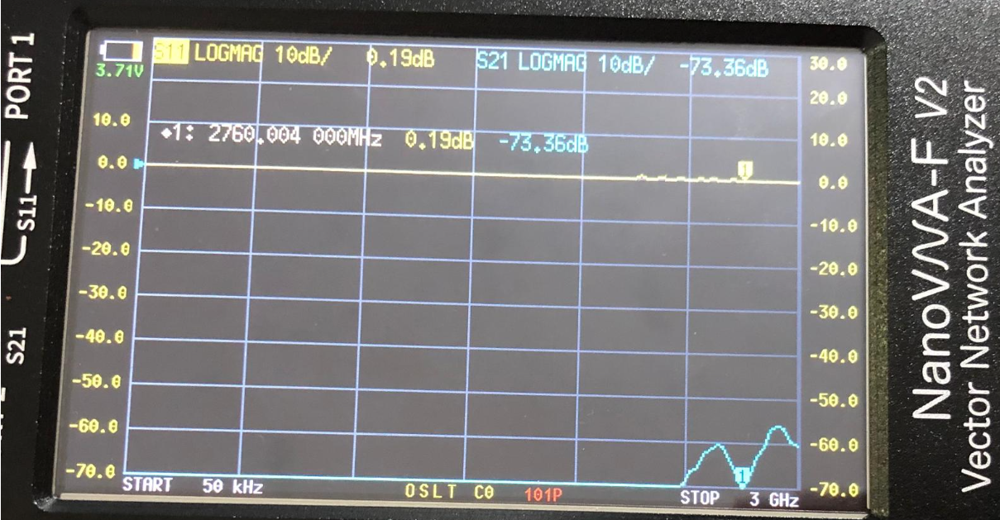 S11 LOGMAG 10dB/ 0.19dB S21 LOGMAG 10dB/ -73.36dB
3.71V
◆1: 2760.004 000MHz 0.19dB -73.36dB
1
1
10.0
0.0
-10.0
-20.0
-30.0
-40.0
-50.0
-60.0
-70.0
30.0
20.0
10.0
0.0
-10.0
-20.0
-30.0
-40.0
-50.0
-60.0
-70.0
START 50 kHz OSLT C0 101P STOP 3 GHz
PORT 1
S11
S21
NanoVNA-F V2
Vector Network Analyzer